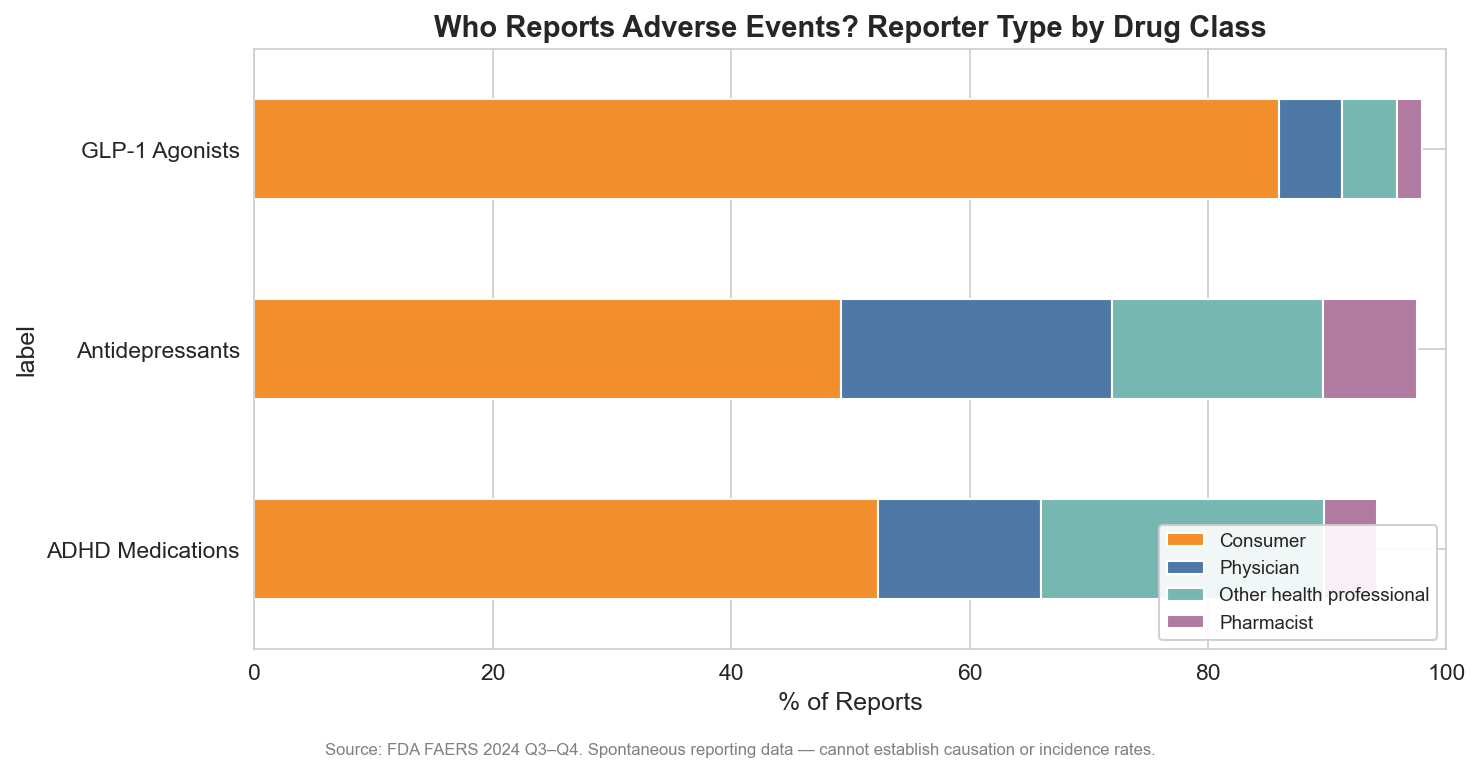 Who Reports Adverse Events? Reporter Type by Drug Class
GLP-1 Agonists
Antidepressants
ADHD Medications
label
Consumer
Physician
Other health professional
Pharmacist
0 20 40 60 80 100
% of Reports
Source: FDA FAERS 2024 Q3–Q4. Spontaneous reporting data — cannot establish causation or incidence rates.